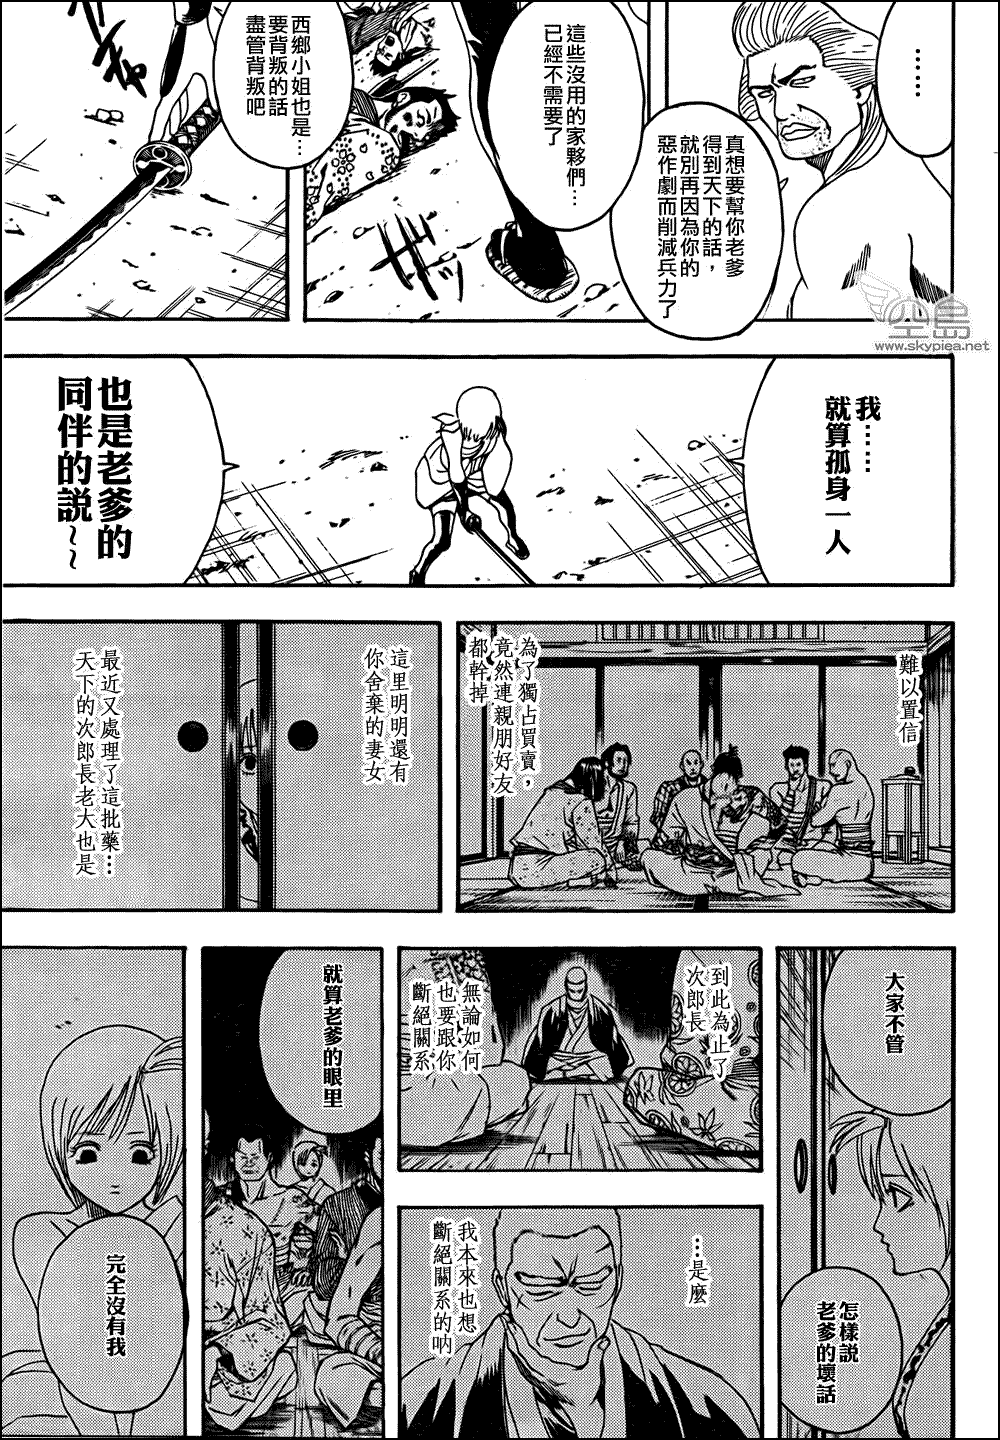 ……
真想要幫你老爹
得到天下的話，
就別再因為你的
惡作劇而削減兵力了
這些沒用的家夥們…
已經不需要了
西鄉小姐也是…
要背叛的話
盡管背叛吧
空島
www.skypiea.net
我……
就算孤身一人
也是老爹的
同伴的說~~
難以置信
為了獨占買賣，
竟然連親朋好友
都幹掉
這里明明還有
你舍棄的妻女
最近又處理了這批藥…
天下的次郎長老大也是
大家不管
怎樣説
老爹的壞話
到此為止了
次郎長
無論如何
也要跟你
斷絕關系
…是麼
我本來也想
斷絕關系的吶
就算老爹的眼里
完全沒有我